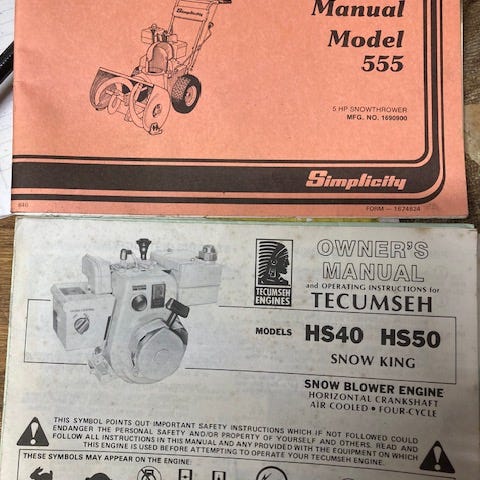 Manual
Model
555
Simplicity
5 HP SNOWTHROWER
MFG. NO. 1690900
Simplicity
846
FORM — 1674624
OWNER'S
MANUAL
and OPERATING INSTRUCTIONS for
TECUMSEH
TECUMSEH
ENGINES
MODELS HS40 HS50
SNOW KING
SNOW BLOWER ENGINE
HORIZONTAL CRANKSHAFT
AIR-COOLED • FOUR-CYCLE
THIS SYMBOL POINTS OUT IMPORTANT SAFETY INSTRUCTIONS WHICH IF NOT FOLLOWED COULD
ENDANGER THE PERSONAL SAFETY AND/OR PROPERTY OF YOURSELF AND OTHERS. READ AND
FOLLOW ALL INSTRUCTIONS IN THIS MANUAL AND ANY PROVIDED WITH THE EQUIPMENT ON WHICH
THIS ENGINE IS USED BEFORE ATTEMPTING TO OPERATE YOUR TECUMSEH ENGINE.
THESE SYMBOLS MAY APPEAR ON THE ENGINE: